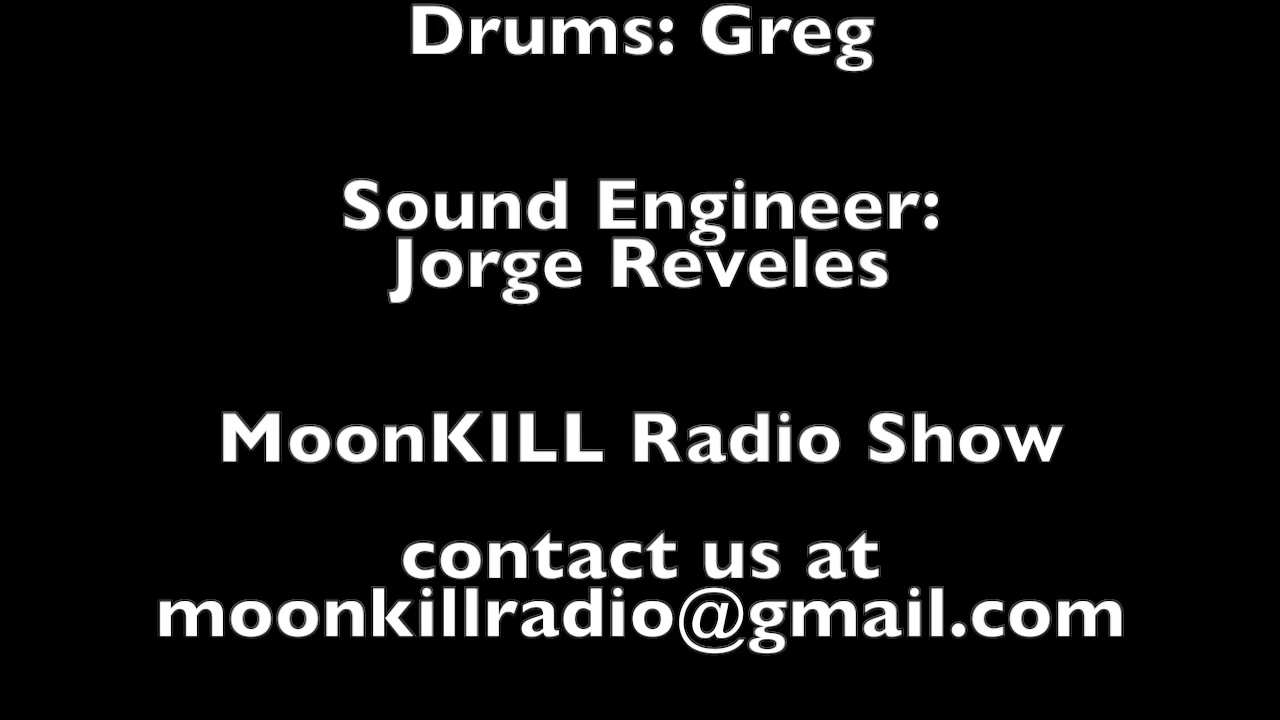 Drums: Greg
Sound Engineer:
Jorge Reveles
MoonKILL Radio Show
contact us at
moonkillradio@gmail.com